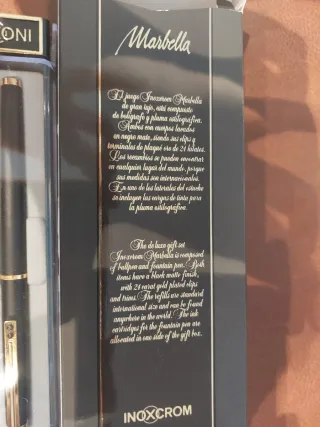 CONI
Marbella
El juego Inoxcrom Marbella
de gran lujo, está compuesto
de bolígrafo y pluma estilográfica.
Ambos con cuerpos lacados
en negro mate, siendo sus clips y
terminales de plaqué oro de 24 kilates.
Los recambios se pueden encontrar
en cualquier lugar del mundo, porque
sus medidas son internacionales.
En uno de los laterales del estuche
se incluyen las cargas de tinta para
la pluma estilográfica.
The de luxe gift set
Inoxcrom Marbella is composed
of ballpen and fountain pen. Both
items have a black matte finish,
with 24 carat gold plated clips
and trims. The refills are standard
international size and can be found
anywhere in the world. The ink
cartridges for the fountain pen are
allocated in one side of the gift box.
INOXCROM